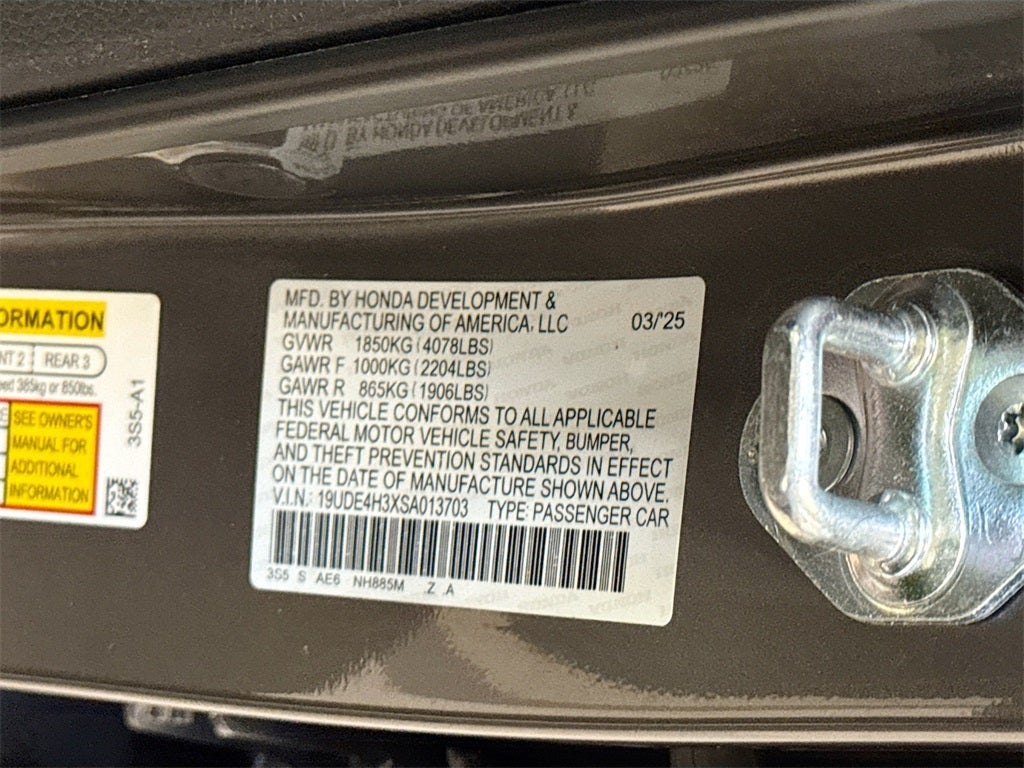 MFD. BY HONDA DEVELOPMENT &
MANUFACTURING OF AMERICA, LLC 03/'25
GVWR 1850KG (4078LBS)
GAWR F 1000KG (2204LBS)
GAWR R 865KG (1906LBS)
THIS VEHICLE CONFORMS TO ALL APPLICABLE
FEDERAL MOTOR VEHICLE SAFETY, BUMPER,
AND THEFT PREVENTION STANDARDS IN EFFECT
ON THE DATE OF MANUFACTURE SHOWN ABOVE.
V.I.N.: 19UDE4H3XSA013703 TYPE: PASSENGER CAR
3S5 S AE6 NH885M Z A
REAR 3
385kg or 850lbs.
SEE OWNER'S
MANUAL FOR
ADDITIONAL
INFORMATION
3S5-A1